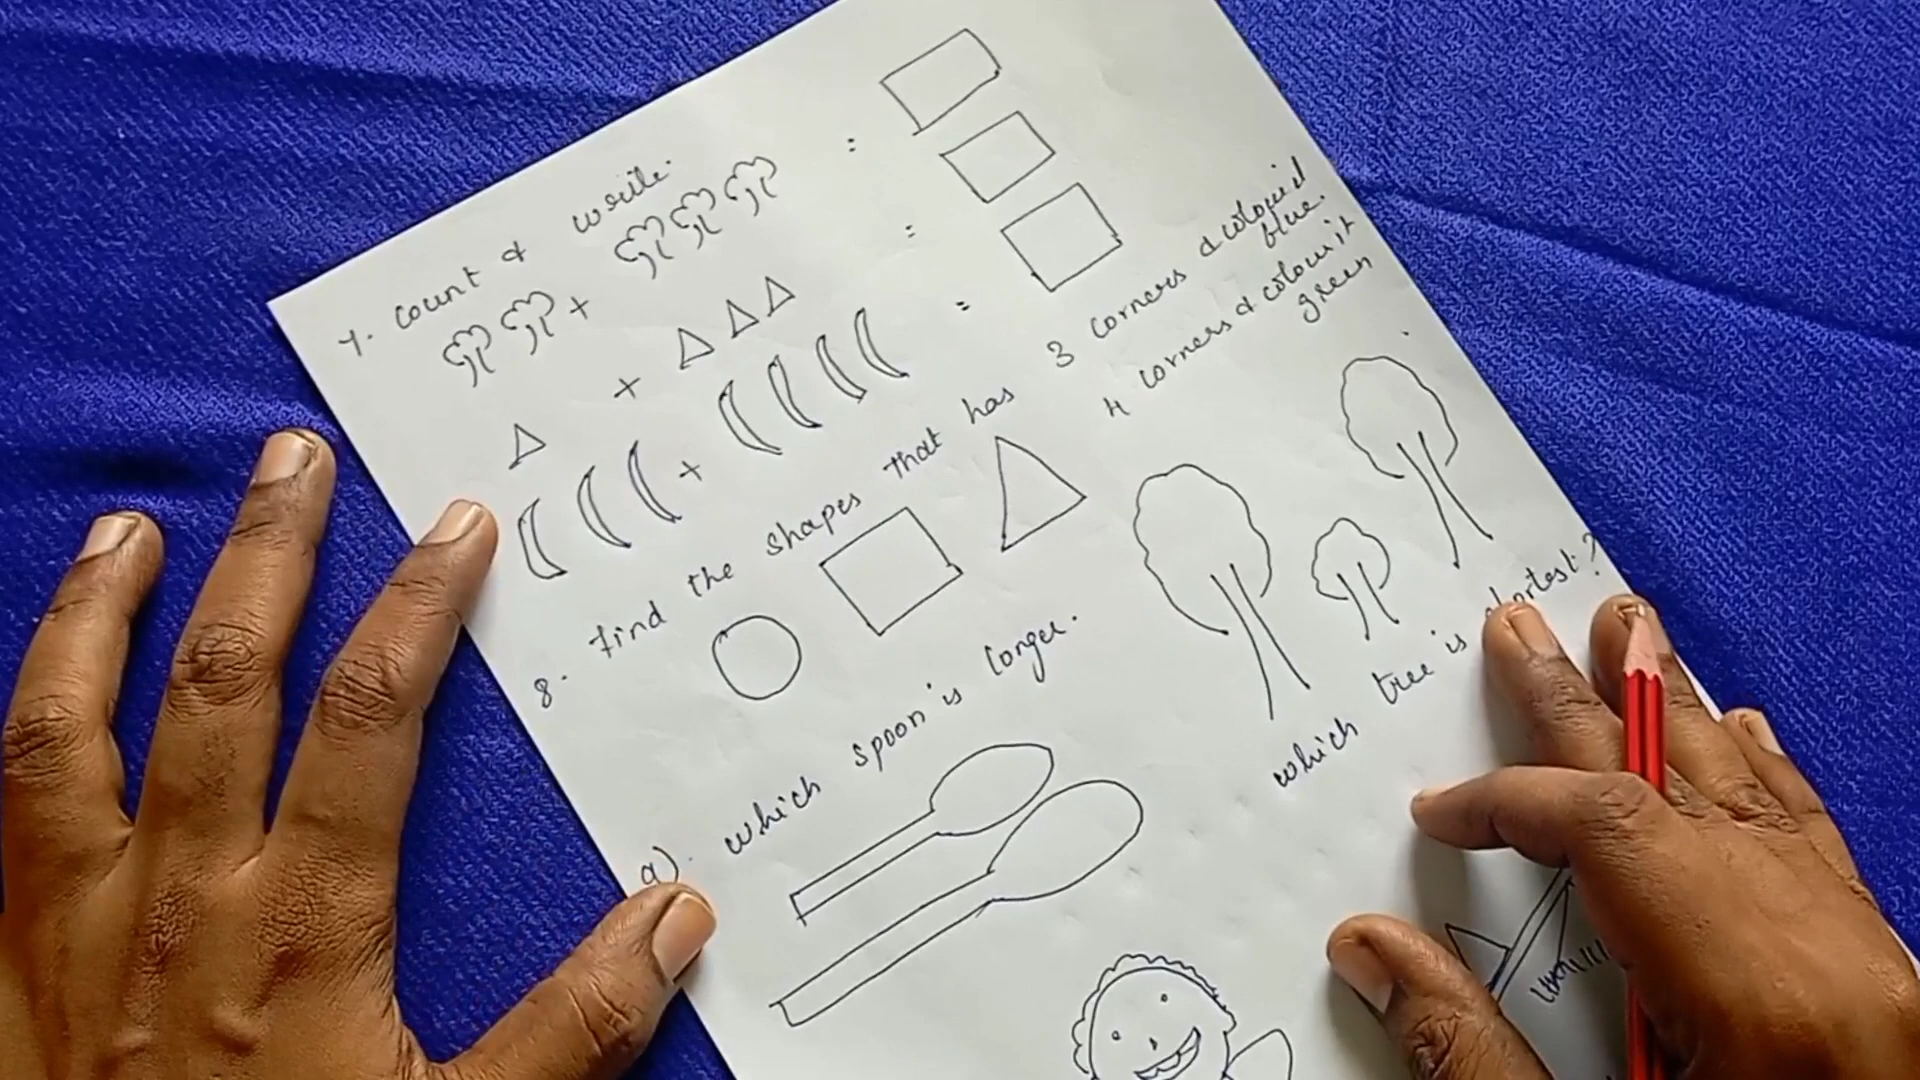 7. count & write.
+ =
+ =
+ =
8. find the shapes that has 3 corners & colour it
blue.
4 corners & colour it
green
a). which spoon is longer.
which tree is shortest?